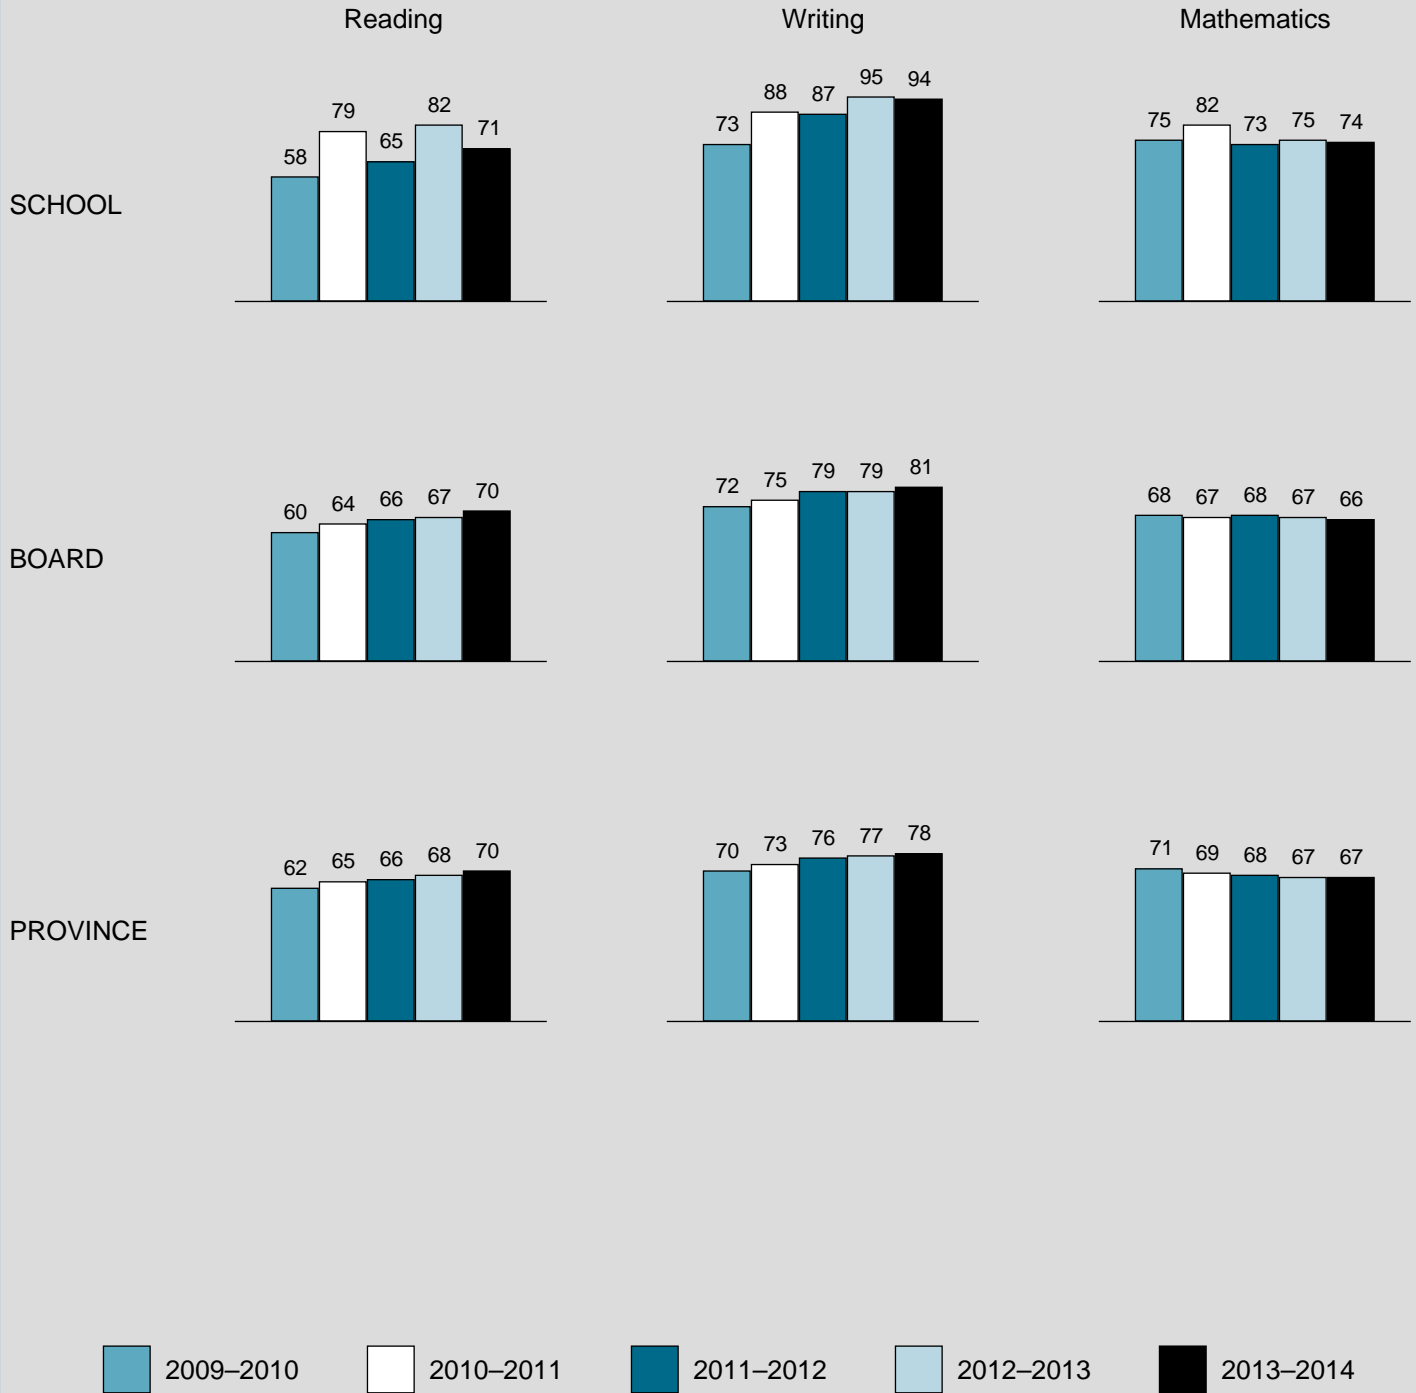 Reading Writing Mathematics
SCHOOL
58 79 65 82 71
73 88 87 95 94
75 82 73 75 74
BOARD
60 64 66 67 70
72 75 79 79 81
68 67 68 67 66
PROVINCE
62 65 66 68 70
70 73 76 77 78
71 69 68 67 67
2009–2010 2010–2011 2011–2012 2012–2013 2013–2014